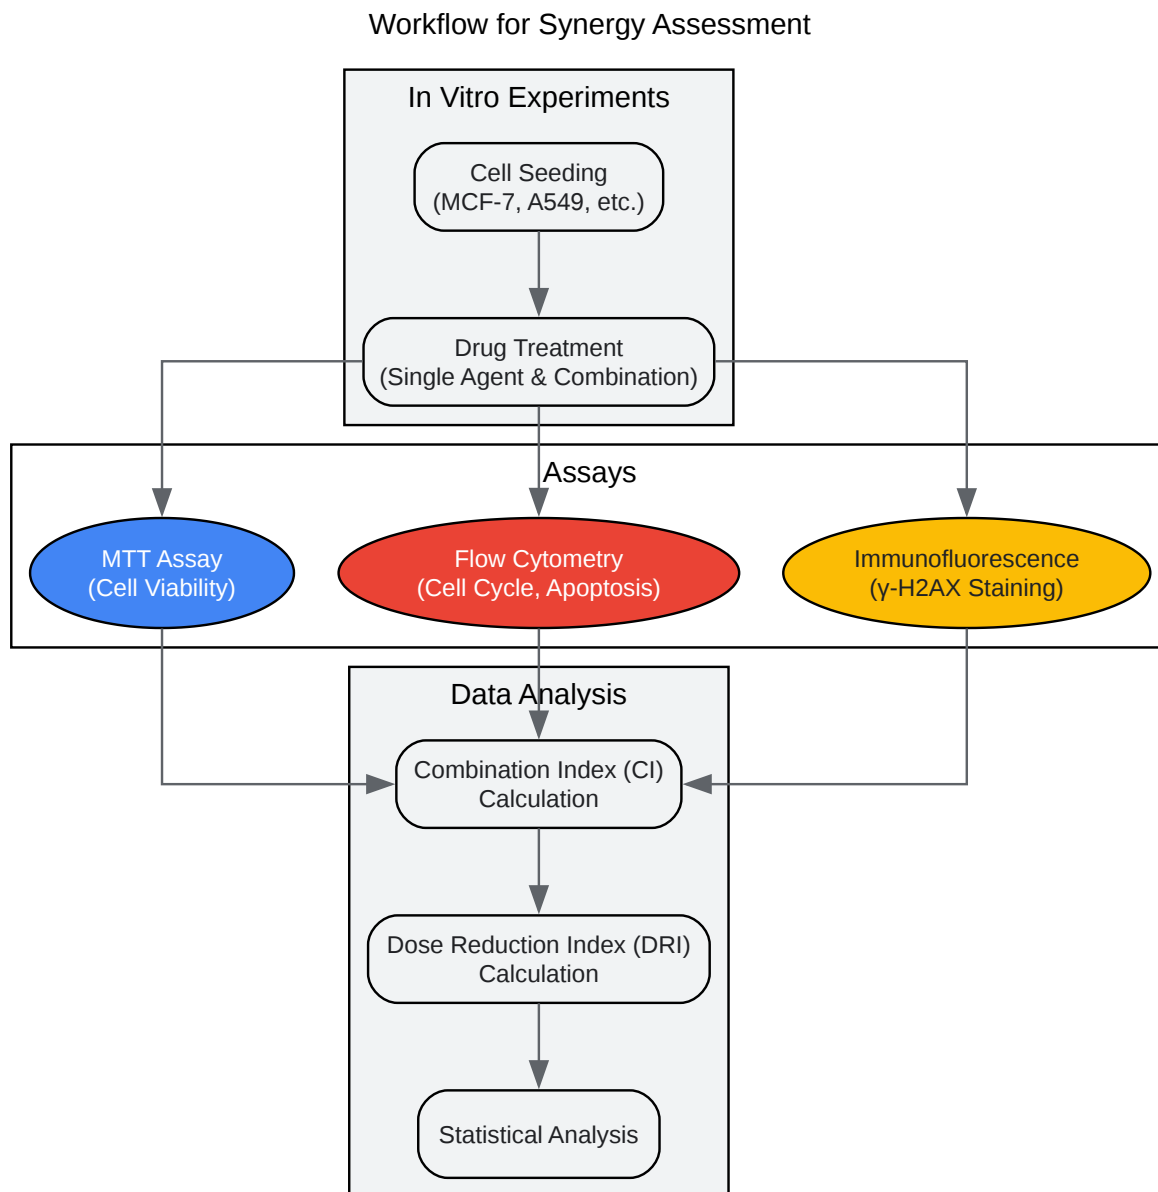 Workflow for Synergy Assessment
In Vitro Experiments
Cell Seeding
(MCF-7, A549, etc.)
Drug Treatment
(Single Agent & Combination)
Assays
MTT Assay
(Cell Viability)
Flow Cytometry
(Cell Cycle, Apoptosis)
Immunofluorescence
(γ-H2AX Staining)
Data Analysis
Combination Index (CI)
Calculation
Dose Reduction Index (DRI)
Calculation
Statistical Analysis